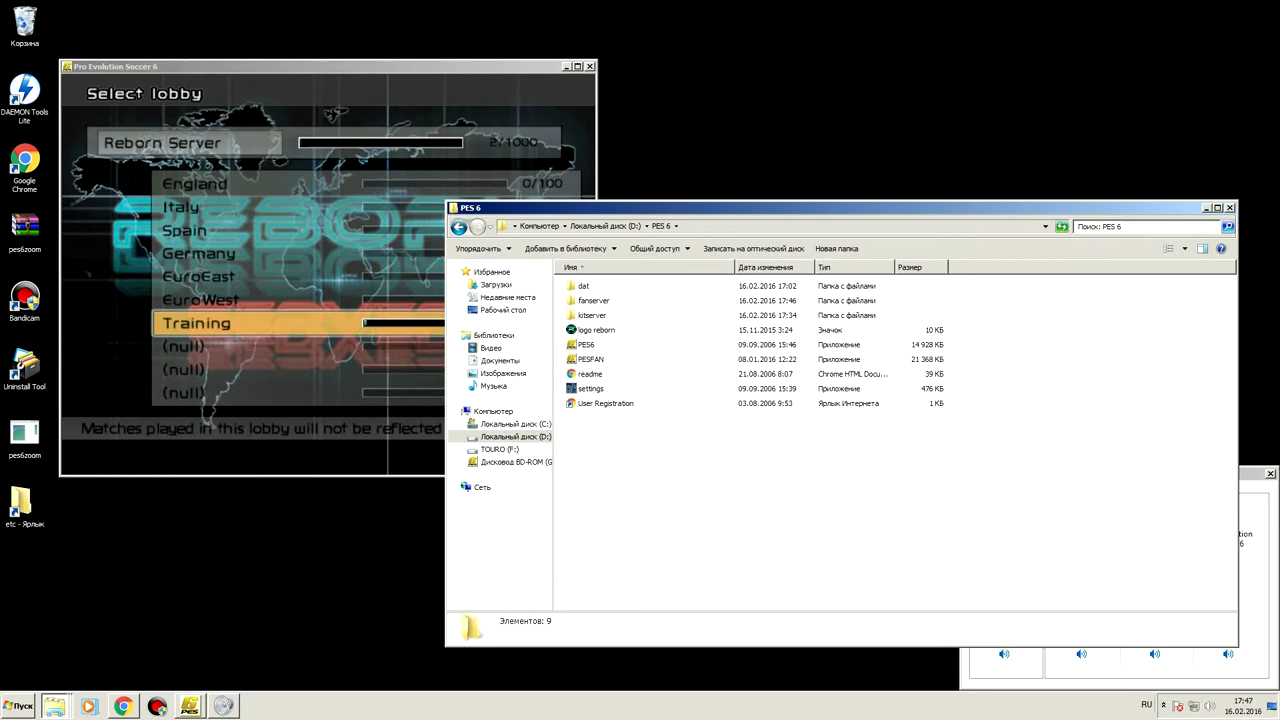 Корзина
DAEMON Tools
Lite
Google
Chrome
pes6zoom
Bandicam
Uninstall Tool
pes6zoom
etc - Ярлык
Pro Evolution Soccer 6
Select lobby
Reborn Server
2/1000
England
0/100
Italy
Spain
Germany
EuroEast
EuroWest
Training
(null)
(null)
(null)
Matches played in this lobby will not be reflected
PES 6
Компьютер
Локальный диск (D:)
PES 6
Поиск: PES 6
Упорядочить
Добавить в библиотеку
Общий доступ
Записать на оптический диск
Новая папка
Избранное
Загрузки
Недавние места
Рабочий стол
Библиотеки
Видео
Документы
Изображения
Музыка
Компьютер
Локальный диск (C:)
Локальный диск (D:)
TOURO (F:)
Дисковод BD-ROM (G
Сеть
Имя Дата изменения Тип Размер
dat 16.02.2016 17:02 Папка с файлами
fanserver 16.02.2016 17:46 Папка с файлами
kitserver 16.02.2016 17:34 Папка с файлами
logo reborn 15.11.2015 3:24 Значок 10 КБ
PES6 09.09.2006 15:46 Приложение 14 928 КБ
PESFAN 08.01.2016 12:22 Приложение 21 368 КБ
readme 21.08.2006 8:07 Chrome HTML Docu... 39 КБ
settings 09.09.2006 15:39 Приложение 476 КБ
User Registration 03.08.2006 9:53 Ярлык Интернета 1 КБ
Элементов: 9
tion
6
Пуск
PES
RU
17:47
16.02.2016